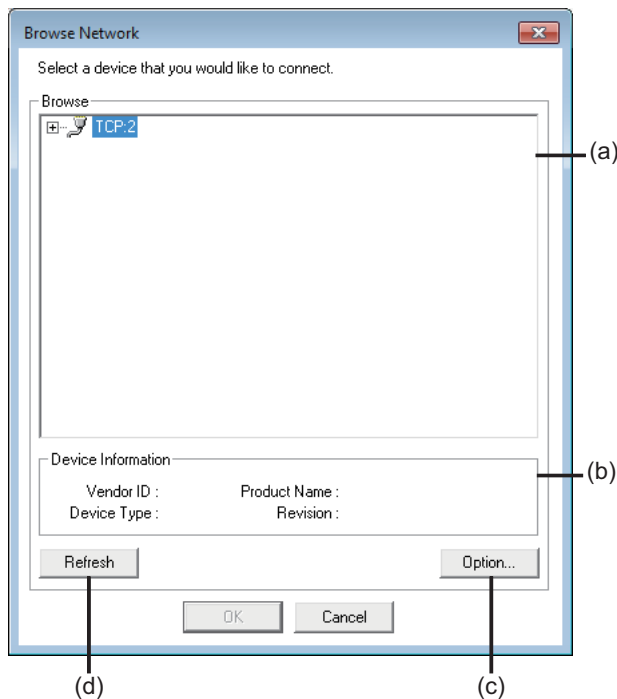 Browse Network
Select a device that you would like to connect.
Browse
TCP:2
(a)
Device Information
Vendor ID : Product Name :
Device Type : Revision :
(b)
Refresh Option...
OK Cancel
(d) (c)